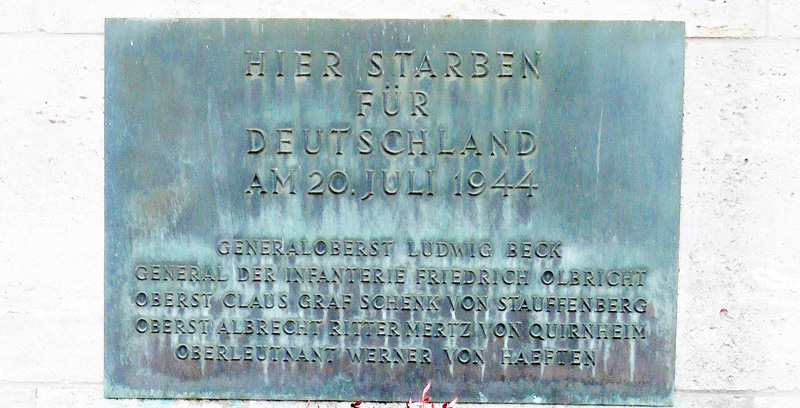 HIER STARBEN
FÜR
DEUTSCHLAND
AM 20. JULI 1944
GENERALOBERST LUDWIG BECK
GENERAL DER INFANTERIE FRIEDRICH OLBRICHT
OBERST CLAUS GRAF SCHENK VON STAUFFENBERG
OBERST ALBRECHT RITTER MERTZ VON QUIRNHEIM
OBERLEUTNANT WERNER VON HAEFTEN